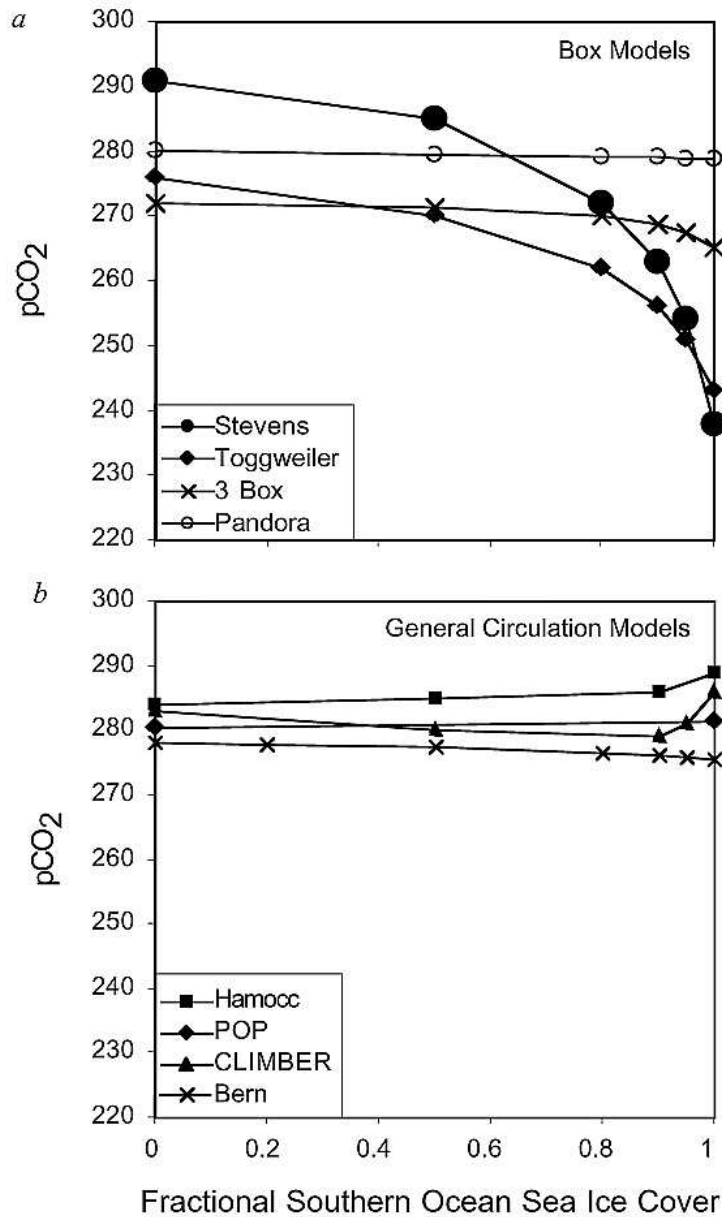 a
300
Box Models
290
280
270
260
250
240
230
220
pCO2
Stevens
Toggweiler
3 Box
Pandora
b
300
General Circulation Models
290
280
270
260
250
240
230
220
pCO2
Hamocc
POP
CLIMBER
Bern
0 0.2 0.4 0.6 0.8 1
Fractional Southern Ocean Sea Ice Cover